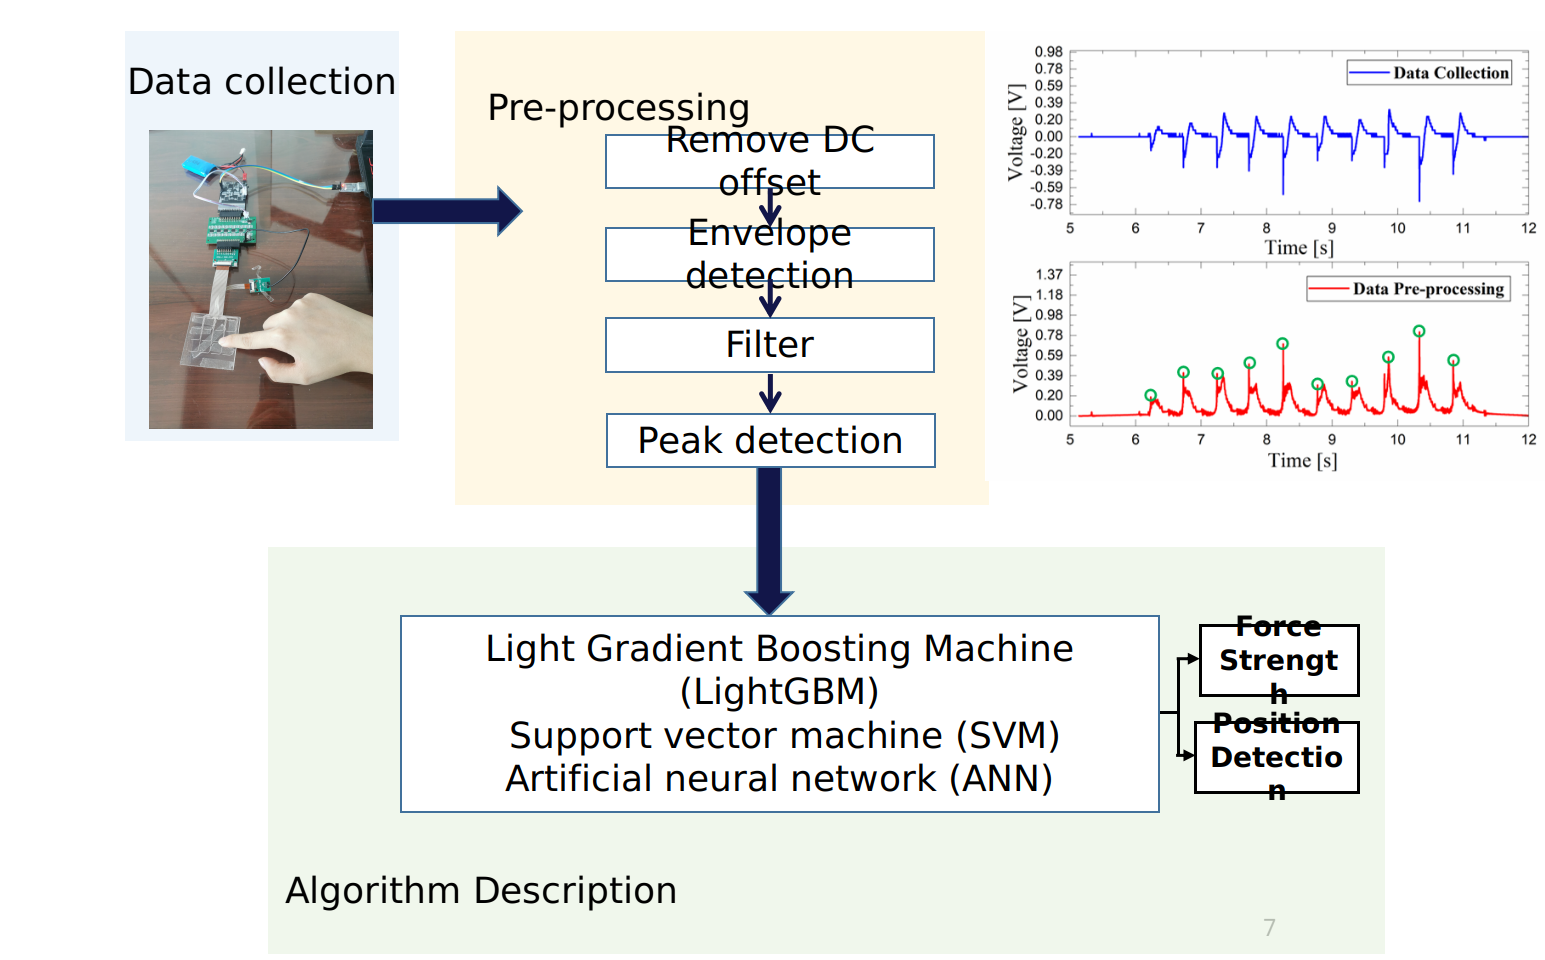 Data collection
Pre-processing
Remove DC
offset
Envelope
detection
Filter
Peak detection
0.98
0.78
0.59
0.39
0.20
0.00
-0.20
-0.39
-0.59
-0.78
Voltage [V]
Data Collection
5 6 7 8 9 10 11 12
Time [s]
1.37
1.18
0.98
0.78
0.59
0.39
0.20
0.00
Voltage [V]
Data Pre-processing
5 6 7 8 9 10 11 12
Time [s]
Light Gradient Boosting Machine
(LightGBM)
Support vector machine (SVM)
Artificial neural network (ANN)
Force
Strengt
h
Position
Detectio
n
Algorithm Description
7